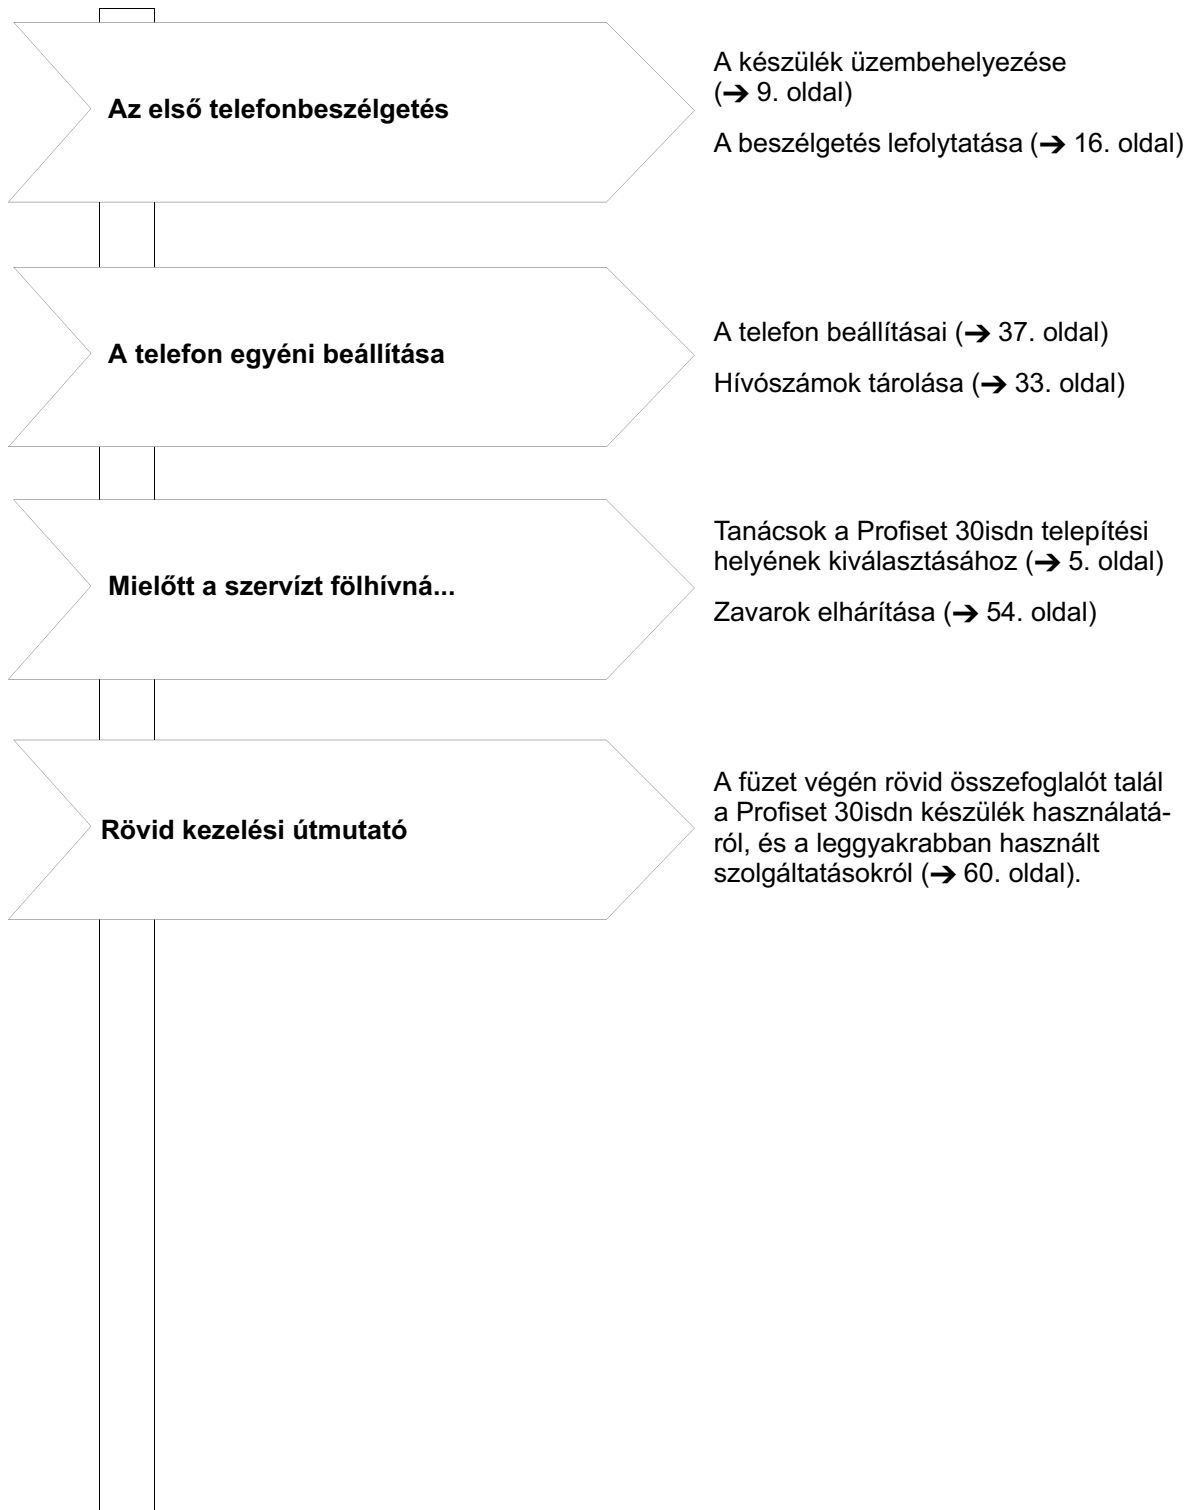 Az első telefonbeszélgetés
A készülék üzembehelyezése
(➔ 9. oldal)
A beszélgetés lefolytatása (➔ 16. oldal)
A telefon egyéni beállítása
A telefon beállításai (➔ 37. oldal)
Hívószámok tárolása (➔ 33. oldal)
Mielőtt a szervízt fölhívná...
Tanácsok a Profiset 30isdn telepítési
helyének kiválasztásához (➔ 5. oldal)
Zavarok elhárítása (➔ 54. oldal)
Rövid kezelési útmutató
A füzet végén rövid összefoglalót talál
a Profiset 30isdn készülék használatá-
ról, és a leggyakrabban használt
szolgáltatásokról (➔ 60. oldal).